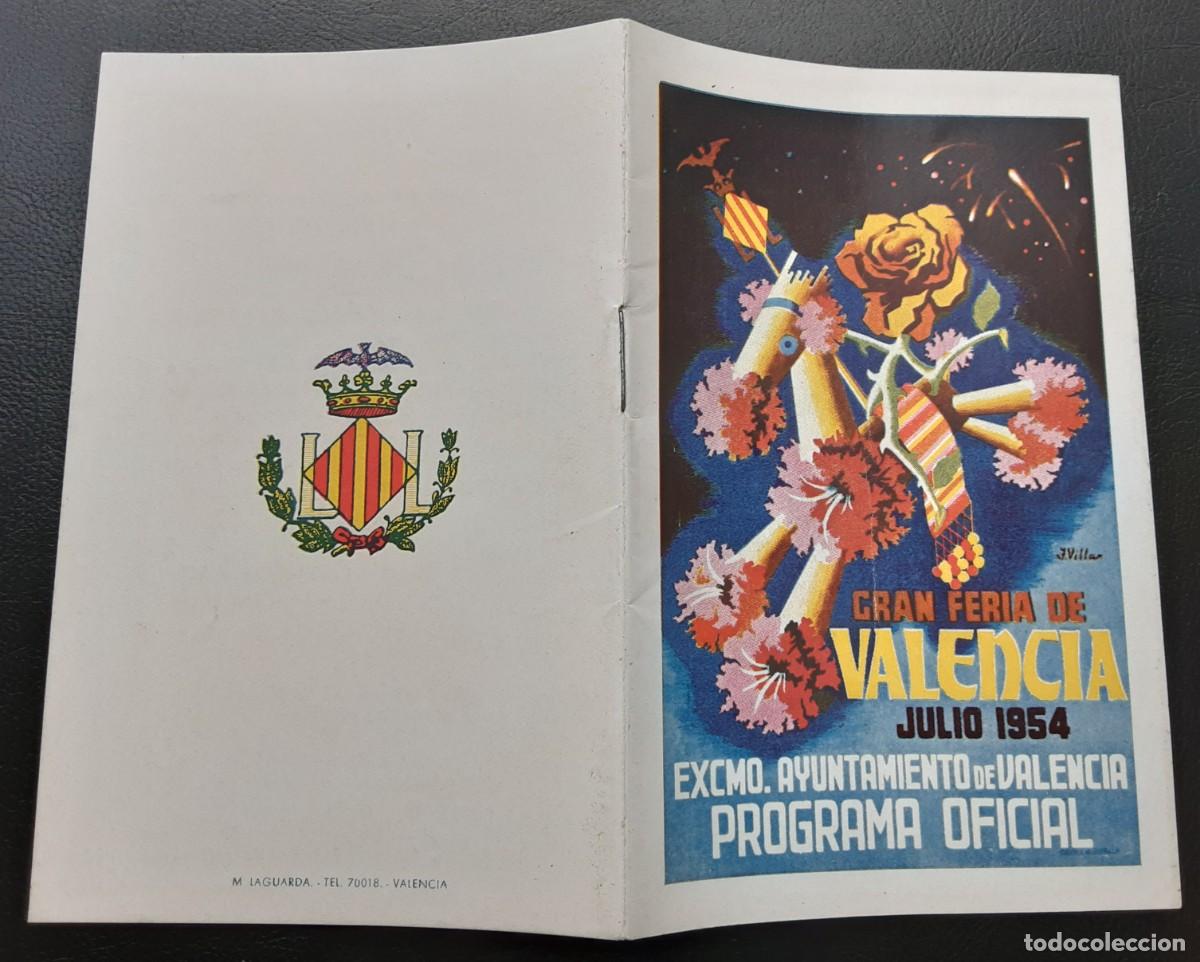 L L
M LAGUARDA. - TEL. 70018. - VALENCIA
J. Villar
GRAN FERIA DE
VALENCIA
JULIO 1954
EXCMO. AYUNTAMIENTO DE VALENCIA
PROGRAMA OFICIAL
todocoleccion